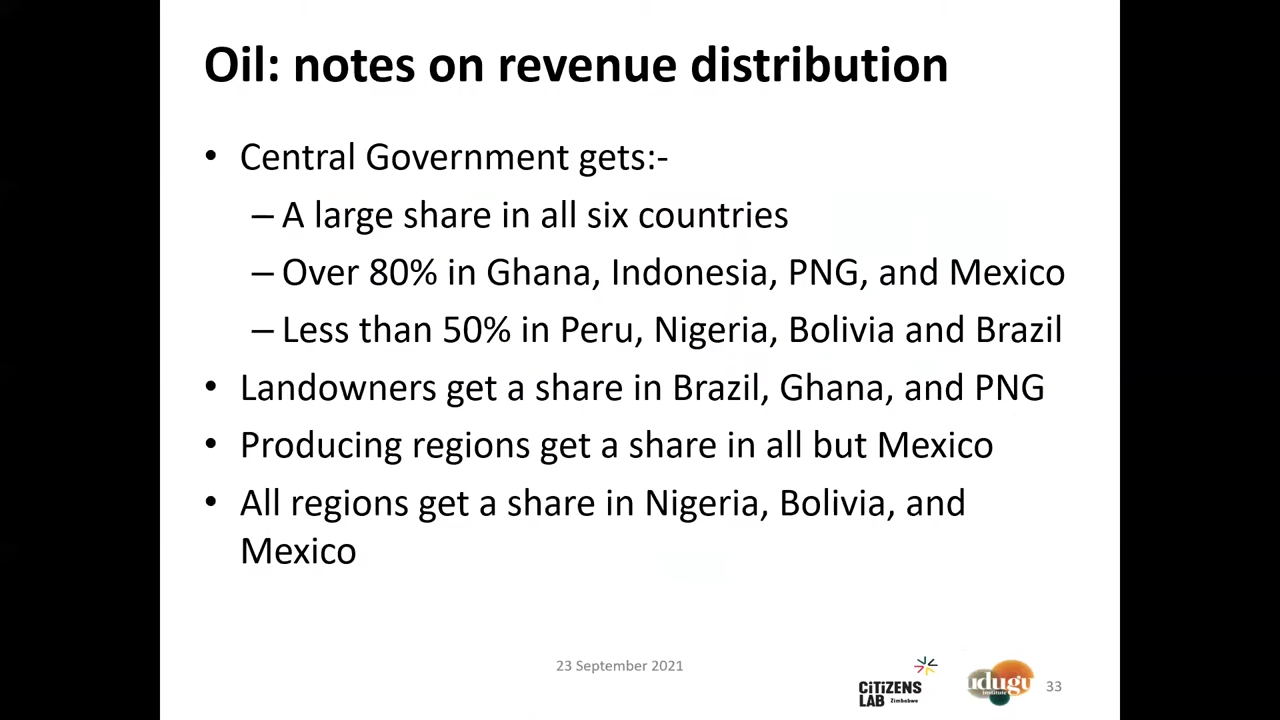 Oil: notes on revenue distribution
• Central Government gets:-
– A large share in all six countries
– Over 80% in Ghana, Indonesia, PNG, and Mexico
– Less than 50% in Peru, Nigeria, Bolivia and Brazil
• Landowners get a share in Brazil, Ghana, and PNG
• Producing regions get a share in all but Mexico
• All regions get a share in Nigeria, Bolivia, and
Mexico
23 September 2021
CiTiZENS
LAB Zimbabwe
udugu
institute
33